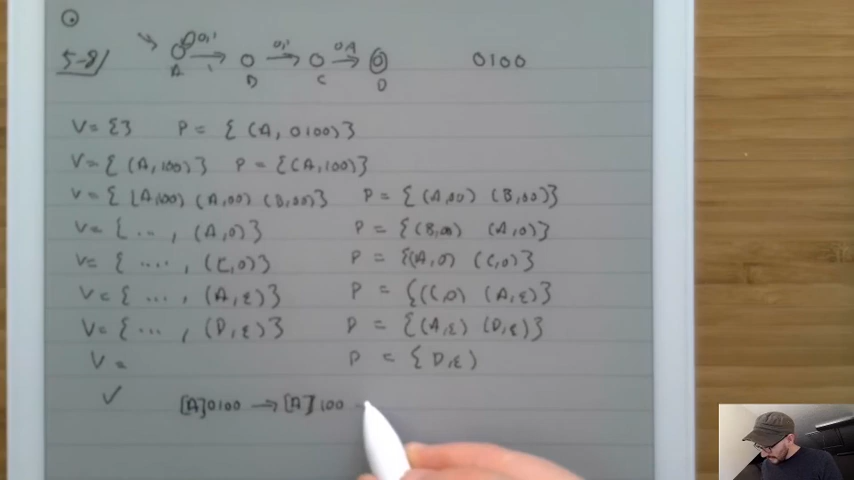 5-8/
0,1 0,1 0,1 0100
1
A B C D
V = { } P = { (A, 0100) }
V = { (A, 100) } P = { (A, 100) }
V = { (A,100) (A,00) (B,00) } P = { (A,00) (B,00) }
V = { ... , (A,0) } P = { (B,00) (A,0) }
V = { .... , (C,0) } P = { (A,0) (C,0) }
V = { ... , (A,ε) } P = { (C,0) (A,ε) }
V = { ... , (D,ε) } P = { (A,ε) (D,ε) }
V = P = { D,ε )
✓ [A]0100 → [A]100